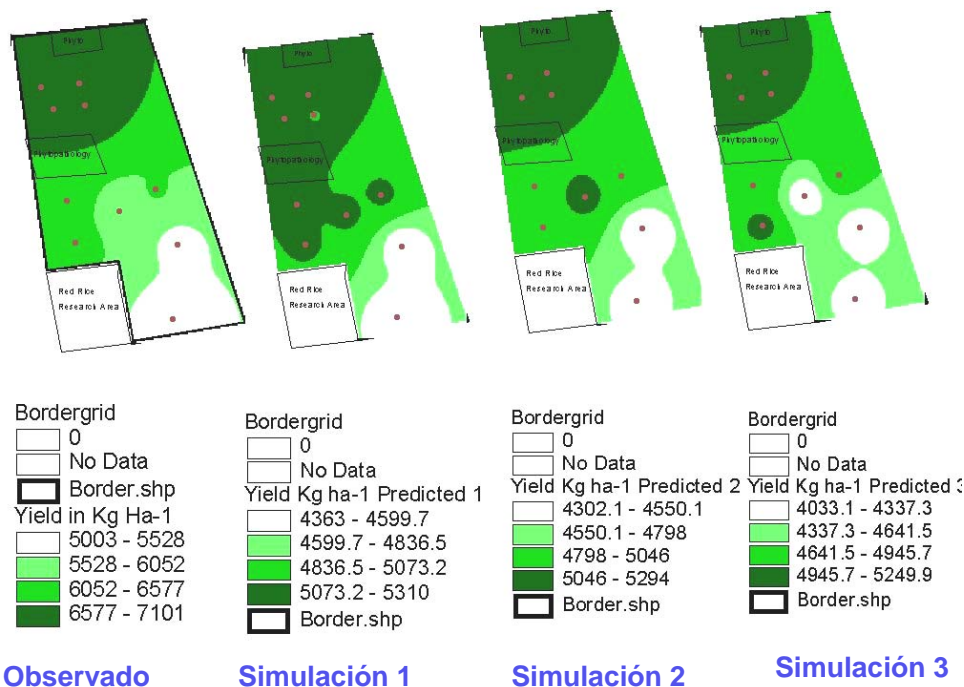 Phyto
Phytopathology
Red Rice
Research Area
Phyto
Phytopathology
Red Rice
Research Area
Phyto
Phytopathology
Red Rice
Research Area
Phyto
Phytopathology
Red Rice
Research Area
Bordergrid
0
No Data
Border.shp
Yield in Kg Ha-1
5003 - 5528
5528 - 6052
6052 - 6577
6577 - 7101
Bordergrid
0
No Data
Yield Kg ha-1 Predicted 1
4363 - 4599.7
4599.7 - 4836.5
4836.5 - 5073.2
5073.2 - 5310
Border.shp
Bordergrid
0
No Data
Yield Kg ha-1 Predicted 2
4302.1 - 4550.1
4550.1 - 4798
4798 - 5046
5046 - 5294
Border.shp
Bordergrid
0
No Data
Yield Kg ha-1 Predicted 3
4033.1 - 4337.3
4337.3 - 4641.5
4641.5 - 4945.7
4945.7 - 5249.9
Border.shp
Observado
Simulación 1
Simulación 2
Simulación 3